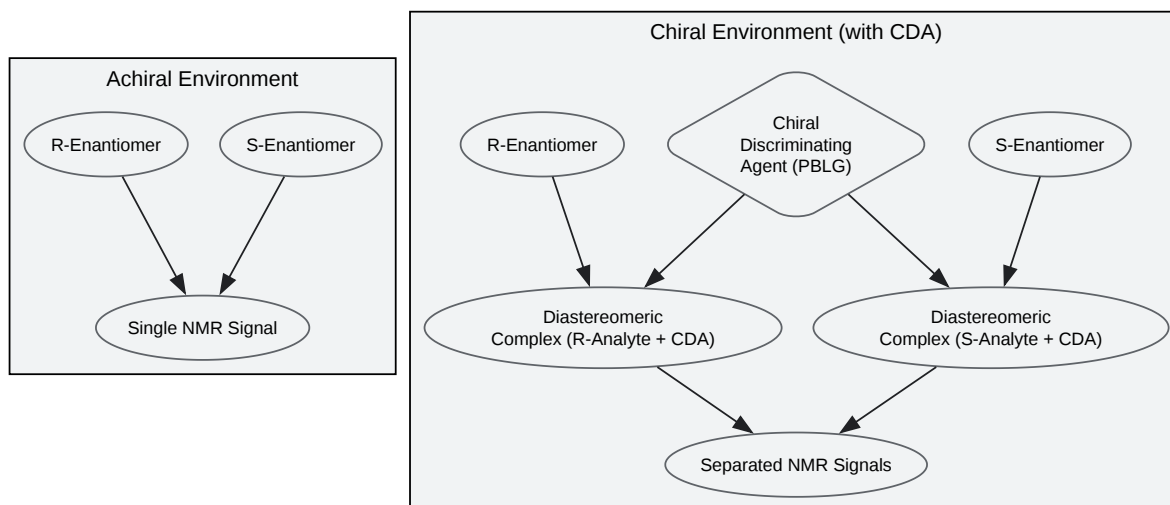 Achiral Environment
R-Enantiomer
S-Enantiomer
Single NMR Signal
Chiral Environment (with CDA)
R-Enantiomer
Chiral
Discriminating
Agent (PBLG)
S-Enantiomer
Diastereomeric
Complex (R-Analyte + CDA)
Diastereomeric
Complex (S-Analyte + CDA)
Separated NMR Signals